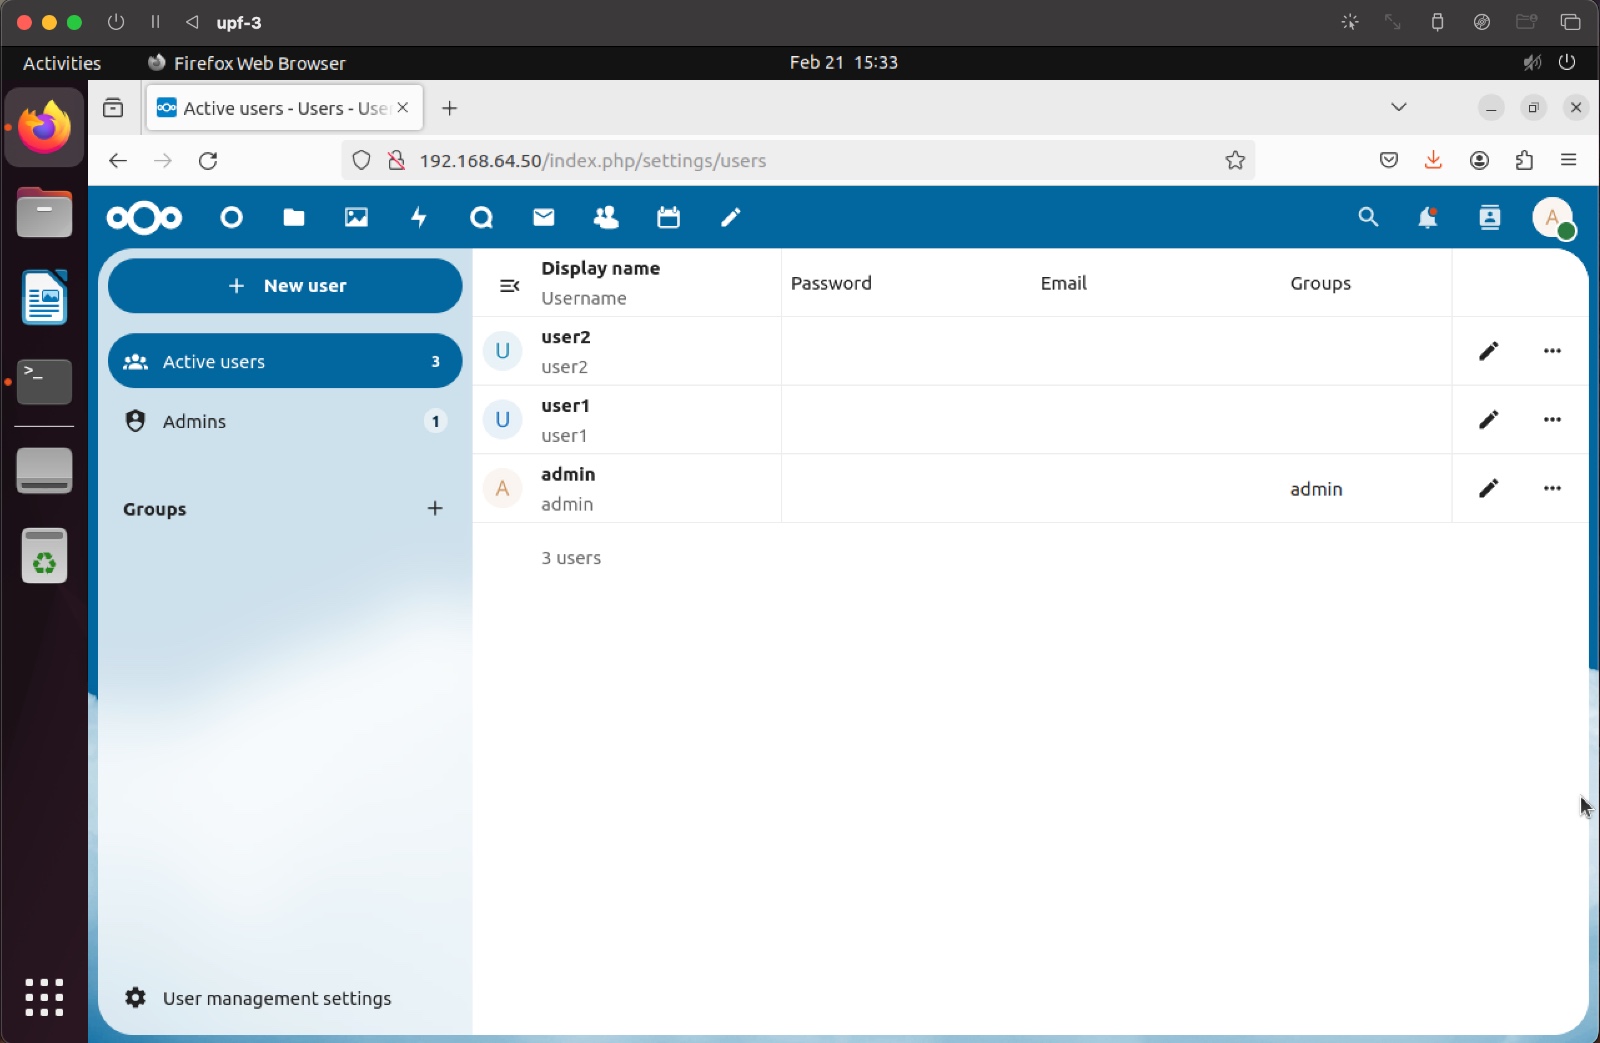 upf-3
Activities
Firefox Web Browser
Feb 21 15:33
Active users - Users - Use
192.168.64.50/index.php/settings/users
A
New user
Active users
3
Admins
1
Groups
User management settings
Display name
Username
Password
Email
Groups
U
user2
user2
U
user1
user1
A
admin
admin
admin
3 users